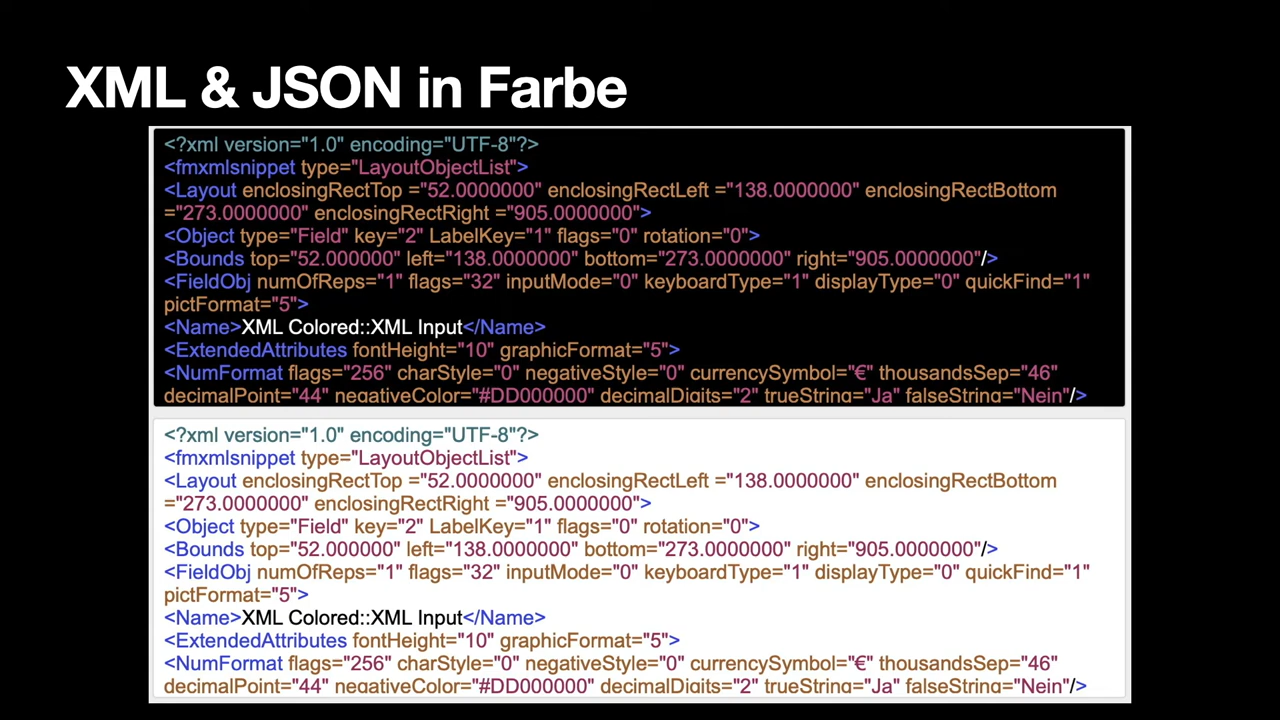 XML & JSON in Farbe
<?xml version="1.0" encoding="UTF-8"?>
<fmxmlsnippet type="LayoutObjectList">
<Layout enclosingRectTop ="52.0000000" enclosingRectLeft ="138.0000000" enclosingRectBottom
="273.0000000" enclosingRectRight ="905.0000000">
<Object type="Field" key="2" LabelKey="1" flags="0" rotation="0">
<Bounds top="52.000000" left="138.0000000" bottom="273.0000000" right="905.0000000"/>
<FieldObj numOfReps="1" flags="32" inputMode="0" keyboardType="1" displayType="0" quickFind="1"
pictFormat="5">
<Name>XML Colored::XML Input</Name>
<ExtendedAttributes fontHeight="10" graphicFormat="5">
<NumFormat flags="256" charStyle="0" negativeStyle="0" currencySymbol="€" thousandsSep="46"
decimalPoint="44" negativeColor="#DD000000" decimalDigits="2" trueString="Ja" falseString="Nein"/>
<?xml version="1.0" encoding="UTF-8"?>
<fmxmlsnippet type="LayoutObjectList">
<Layout enclosingRectTop ="52.0000000" enclosingRectLeft ="138.0000000" enclosingRectBottom
="273.0000000" enclosingRectRight ="905.0000000">
<Object type="Field" key="2" LabelKey="1" flags="0" rotation="0">
<Bounds top="52.000000" left="138.0000000" bottom="273.0000000" right="905.0000000"/>
<FieldObj numOfReps="1" flags="32" inputMode="0" keyboardType="1" displayType="0" quickFind="1"
pictFormat="5">
<Name>XML Colored::XML Input</Name>
<ExtendedAttributes fontHeight="10" graphicFormat="5">
<NumFormat flags="256" charStyle="0" negativeStyle="0" currencySymbol="€" thousandsSep="46"
decimalPoint="44" negativeColor="#DD000000" decimalDigits="2" trueString="Ja" falseString="Nein"/>